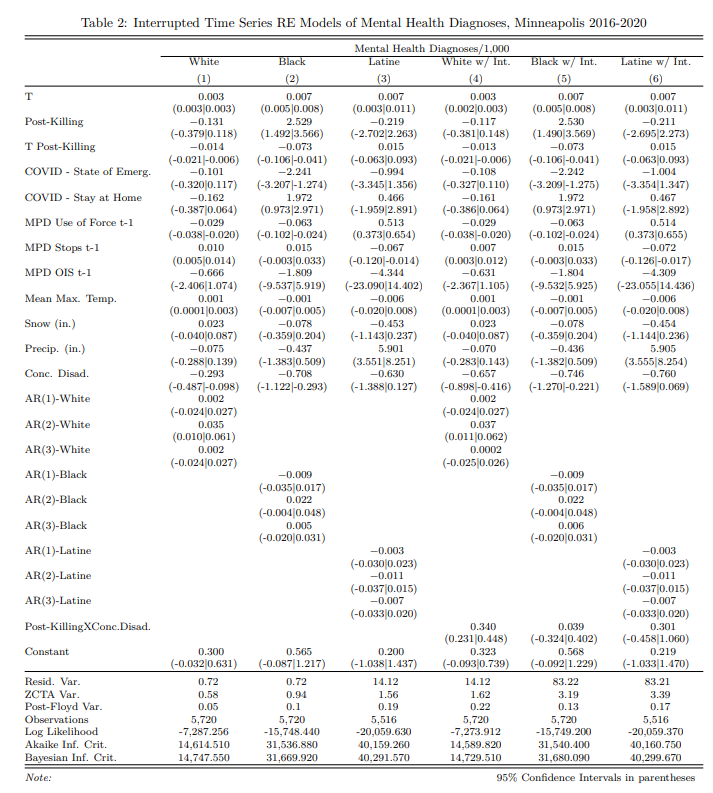 Table 2: Interrupted Time Series RE Models of Mental Health Diagnoses, Minneapolis 2016-2020
Mental Health Diagnoses/1,000
White Black Latine White w/ Int. Black w/ Int. Latine w/ Int.
(1) (2) (3) (4) (5) (6)
T 0.003 0.007 0.007 0.003 0.007 0.007
(0.003|0.003) (0.005|0.008) (0.003|0.011) (0.002|0.003) (0.005|0.008) (0.003|0.011)
Post-Killing −0.131 2.529 −0.219 −0.117 2.530 −0.211
(-0.379|0.118) (1.492|3.566) (-2.702|2.263) (-0.381|0.148) (1.490|3.569) (-2.695|2.273)
T Post-Killing −0.014 −0.073 0.015 −0.013 −0.073 0.015
(-0.021|-0.006) (-0.106|-0.041) (-0.063|0.093) (-0.021|-0.006) (-0.106|-0.041) (-0.063|0.093)
COVID - State of Emerg. −0.101 −2.241 −0.994 −0.108 −2.242 −1.004
(-0.320|0.117) (-3.207|-1.274) (-3.345|1.356) (-0.327|0.110) (-3.209|-1.275) (-3.354|1.347)
COVID - Stay at Home −0.162 1.972 0.466 −0.161 1.972 0.467
(-0.387|0.064) (0.973|2.971) (-1.959|2.891) (-0.386|0.064) (0.973|2.971) (-1.958|2.892)
MPD Use of Force t-1 −0.029 −0.063 0.513 −0.029 −0.063 0.514
(-0.038|-0.020) (-0.102|-0.024) (0.373|0.654) (-0.038|-0.020) (-0.102|-0.024) (0.373|0.655)
MPD Stops t-1 0.010 0.015 −0.067 0.007 0.015 −0.072
(0.005|0.014) (-0.003|0.033) (-0.120|-0.014) (0.003|0.012) (-0.003|0.033) (-0.126|-0.017)
MPD OIS t-1 −0.666 −1.809 −4.344 −0.631 −1.804 −4.309
(-2.406|1.074) (-9.537|5.919) (-23.090|14.402) (-2.367|1.105) (-9.532|5.925) (-23.055|14.436)
Mean Max. Temp. 0.001 −0.001 −0.006 0.001 −0.001 −0.006
(0.0001|0.003) (-0.007|0.005) (-0.020|0.008) (0.0001|0.003) (-0.007|0.005) (-0.020|0.008)
Snow (in.) 0.023 −0.078 −0.453 0.023 −0.078 −0.454
(-0.040|0.087) (-0.359|0.204) (-1.143|0.237) (-0.040|0.087) (-0.359|0.204) (-1.144|0.236)
Precip. (in.) −0.075 −0.437 5.901 −0.070 −0.436 5.905
(-0.288|0.139) (-1.383|0.509) (3.551|8.251) (-0.283|0.143) (-1.382|0.509) (3.555|8.254)
Conc. Disad. −0.293 −0.708 −0.630 −0.657 −0.746 −0.760
(-0.487|-0.098) (-1.122|-0.293) (-1.388|0.127) (-0.898|-0.416) (-1.270|-0.221) (-1.589|0.069)
AR(1)-White 0.002 0.002
(-0.024|0.027) (-0.024|0.027)
AR(2)-White 0.035 0.037
(0.010|0.061) (0.011|0.062)
AR(3)-White 0.002 0.0002
(-0.024|0.027) (-0.025|0.026)
AR(1)-Black −0.009 −0.009
(-0.035|0.017) (-0.035|0.017)
AR(2)-Black 0.022 0.022
(-0.004|0.048) (-0.004|0.048)
AR(3)-Black 0.005 0.006
(-0.020|0.031) (-0.020|0.031)
AR(1)-Latine −0.003 −0.003
(-0.030|0.023) (-0.030|0.023)
AR(2)-Latine −0.011 −0.011
(-0.037|0.015) (-0.037|0.015)
AR(3)-Latine −0.007 −0.007
(-0.033|0.020) (-0.033|0.020)
Post-KillingXConc.Disad. 0.340 0.039 0.301
(0.231|0.448) (-0.324|0.402) (-0.458|1.060)
Constant 0.300 0.565 0.200 0.323 0.568 0.219
(-0.032|0.631) (-0.087|1.217) (-1.038|1.437) (-0.093|0.739) (-0.092|1.229) (-1.033|1.470)
Resid. Var. 0.72 0.72 14.12 14.12 83.22 83.21
ZCTA Var. 0.58 0.94 1.56 1.62 3.19 3.39
Post-Floyd Var. 0.05 0.1 0.19 0.22 0.13 0.17
Observations 5,720 5,720 5,516 5,720 5,720 5,516
Log Likelihood -7,287.256 -15,748.440 -20,059.630 -7,273.912 -15,749.200 -20,059.370
Akaike Inf. Crit. 14,614.510 31,536.880 40,159.260 14,589.820 31,540.400 40,160.750
Bayesian Inf. Crit. 14,747.550 31,669.920 40,291.570 14,729.510 31,680.090 40,299.670
Note: 95% Confidence Intervals in parentheses